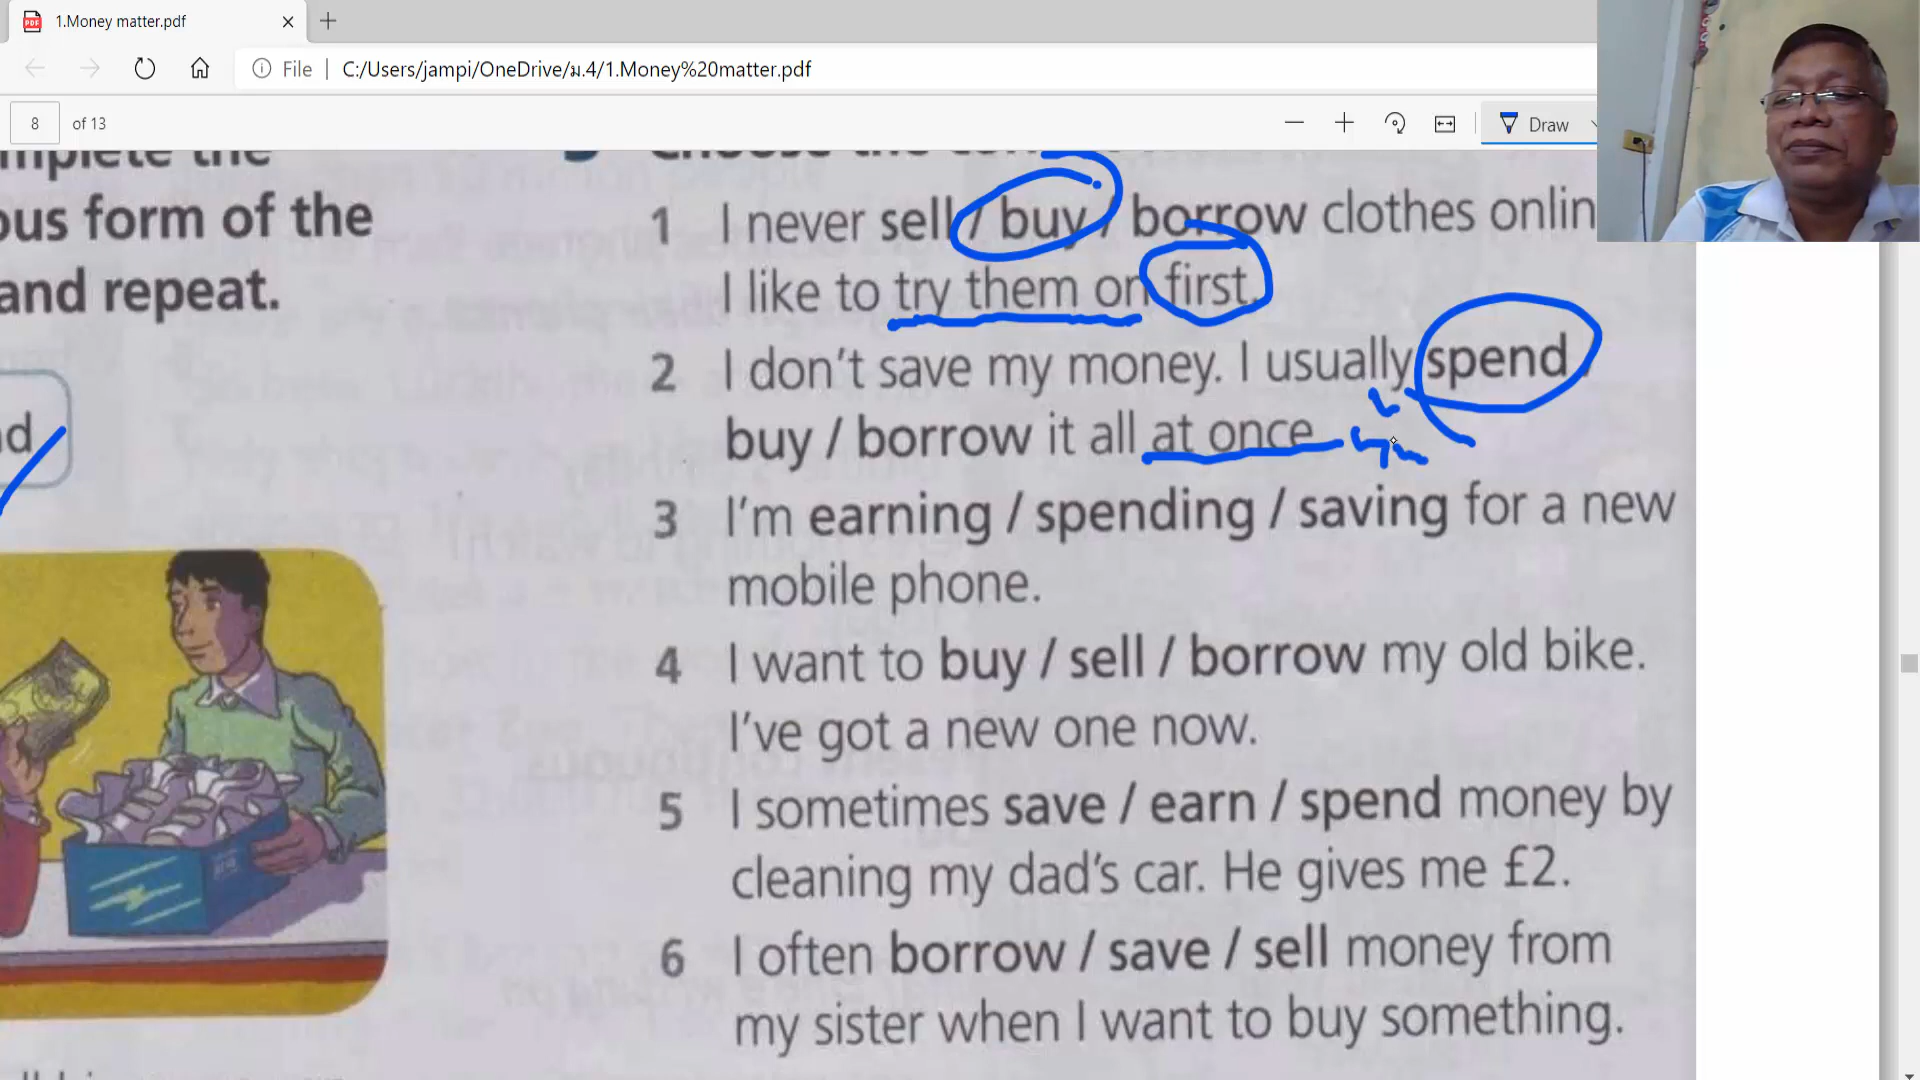 1.Money matter.pdf
File C:/Users/jampi/OneDrive/ม.4/1.Money%20matter.pdf
8 of 13
Draw
mplete the
ous form of the
and repeat.
1 I never sell / buy / borrow clothes onlin
I like to try them on first.
2 I don't save my money. I usually spend
buy / borrow it all at once
3 I'm earning / spending / saving for a new
mobile phone.
4 I want to buy / sell / borrow my old bike.
I've got a new one now.
5 I sometimes save / earn / spend money by
cleaning my dad's car. He gives me £2.
6 I often borrow / save / sell money from
my sister when I want to buy something.